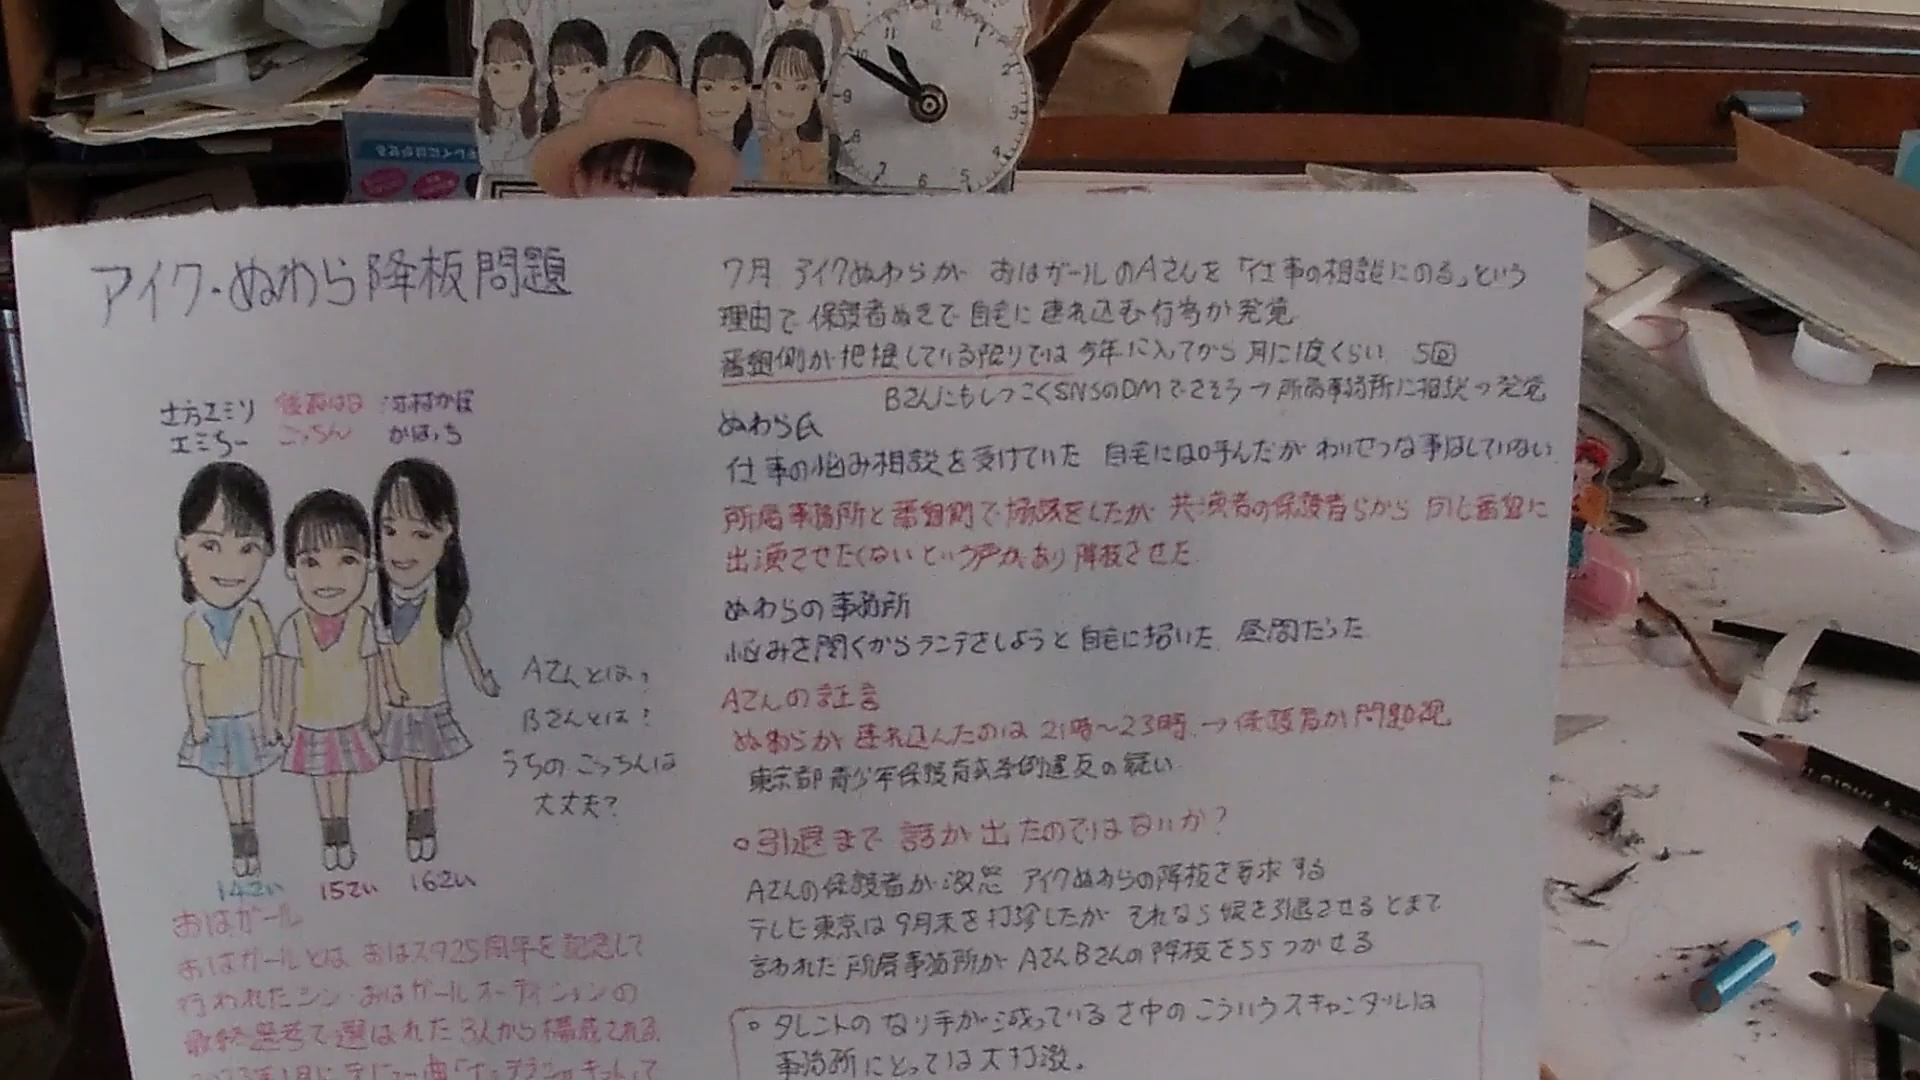 アイク・ぬわら降板問題
7月 アイクぬわらが おはガールのAさんを「仕事の相談にのる」という
理由で 保護者ぬきで 自宅に 連れ込む 行為が 発覚
番組側が把握している限りでは 今年に入ってから 月に1度くらい 5回
BさんにもしつこくSNSのDMでさそう→所属事務所に相談→発覚
ぬわら氏
仕事の悩み相談を受けていた 自宅には呼んだが わいせつな事はしていない
所属事務所と番組側で をしたが 共演者の保護者らから 同じ番組に
出演させたくないという声があり 降板させた
ぬわらの事務所
悩みを聞くからランチをしようと自宅に招いた 昼間だった
Aさんの証言
ぬわらが 連れ込んだのは 21時〜23時→保護者が問題視
東京都青少年保護育成条例違反の疑い
○引退まで 話が出たのではないか?
Aさんの保護者が激怒 アイクぬわらの降板を要求する
テレビ東京は9月末を打診したが それなら娘を引退させるとまで
言われた 所属事務所が AさんBさんの降板をちらつかせる
○タレントのなり手が減っているさ中の こういうスキャンダルは
事務所にとっては大打撃。
エミリ
河村かほ
エミちー こっちん かほっち
Aさんとは?
Bさんとは?
うちのこっちんは
大丈夫?
14さい 15さい 16さい
おはガール
おはガールとは おはスタ25周年を記念して
行われたシン・おはガールオーディションの
最終選考で選ばれた3人から構成される
12 1 2 3 4 5 6 7 8 9 10 11